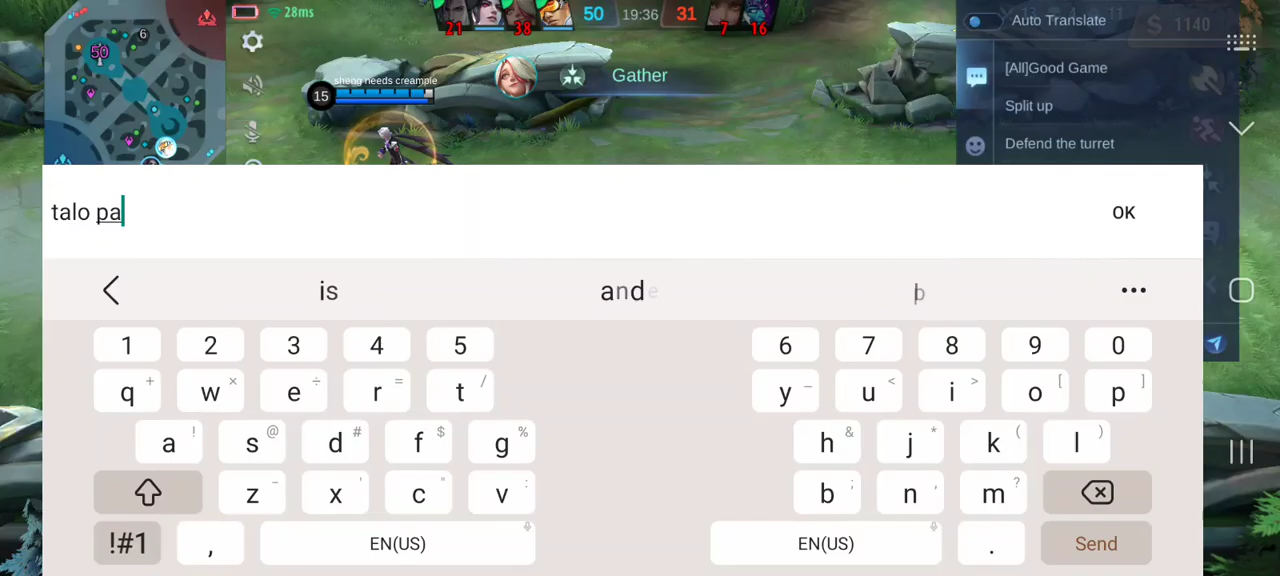 28ms
50
6
21
38
50
19:36
31
7
16
Auto Translate
1140
[All]Good Game
Split up
Defend the turret
sheng needs creampie
15
Gather
talo pa
OK
is
and
1 2 3 4 5 6 7 8 9 0
q + w × e ÷ r = t / y _ u < i > o [ p ]
a ! s @ d # f $ g % h & j * k ( l )
z - x ' c " v : b ; n , m ?
!#1 , EN(US) EN(US) . Send